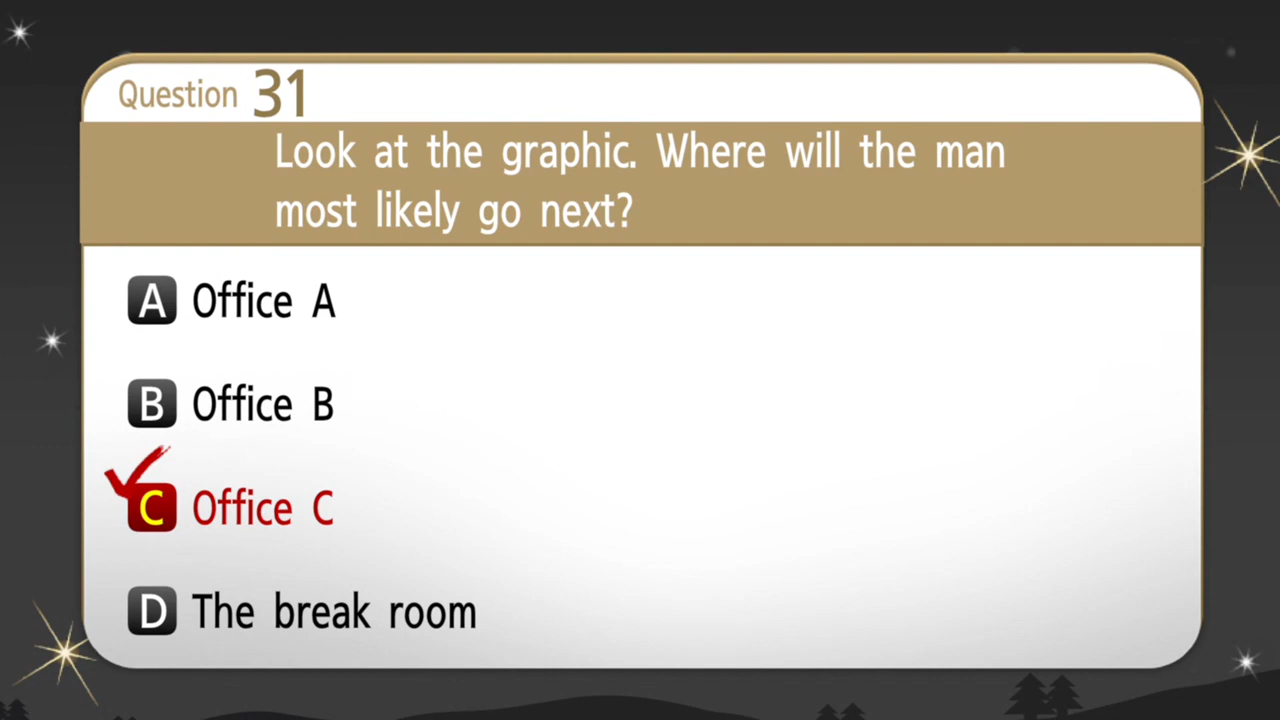 Question 31
Look at the graphic. Where will the man
most likely go next?
A Office A
B Office B
C Office C
D The break room